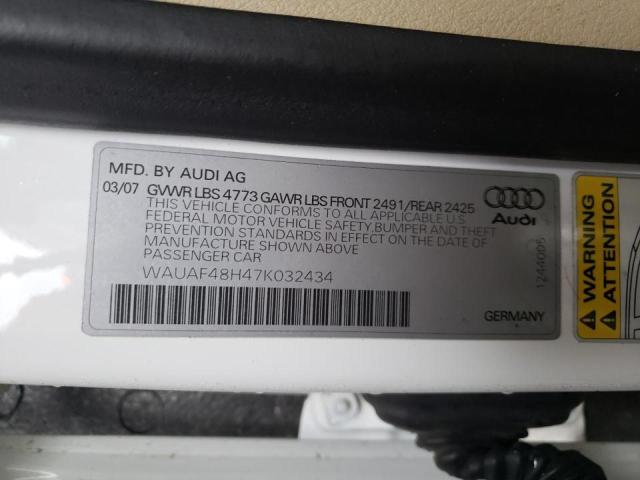 MFD. BY AUDI AG
03/07 GVWR LBS 4773 GAWR LBS FRONT 2491/REAR 2425
THIS VEHICLE CONFORMS TO ALL APPLICABLE U.S
FEDERAL MOTOR VEHICLE SAFETY,BUMPER AND THEFT
PREVENTION STANDARDS IN EFFECT ON THE DATE OF
MANUFACTURE SHOWN ABOVE
PASSENGER CAR
WAUAF48H47K032434
Audi
1244006
GERMANY
WARNING
ATTENTION